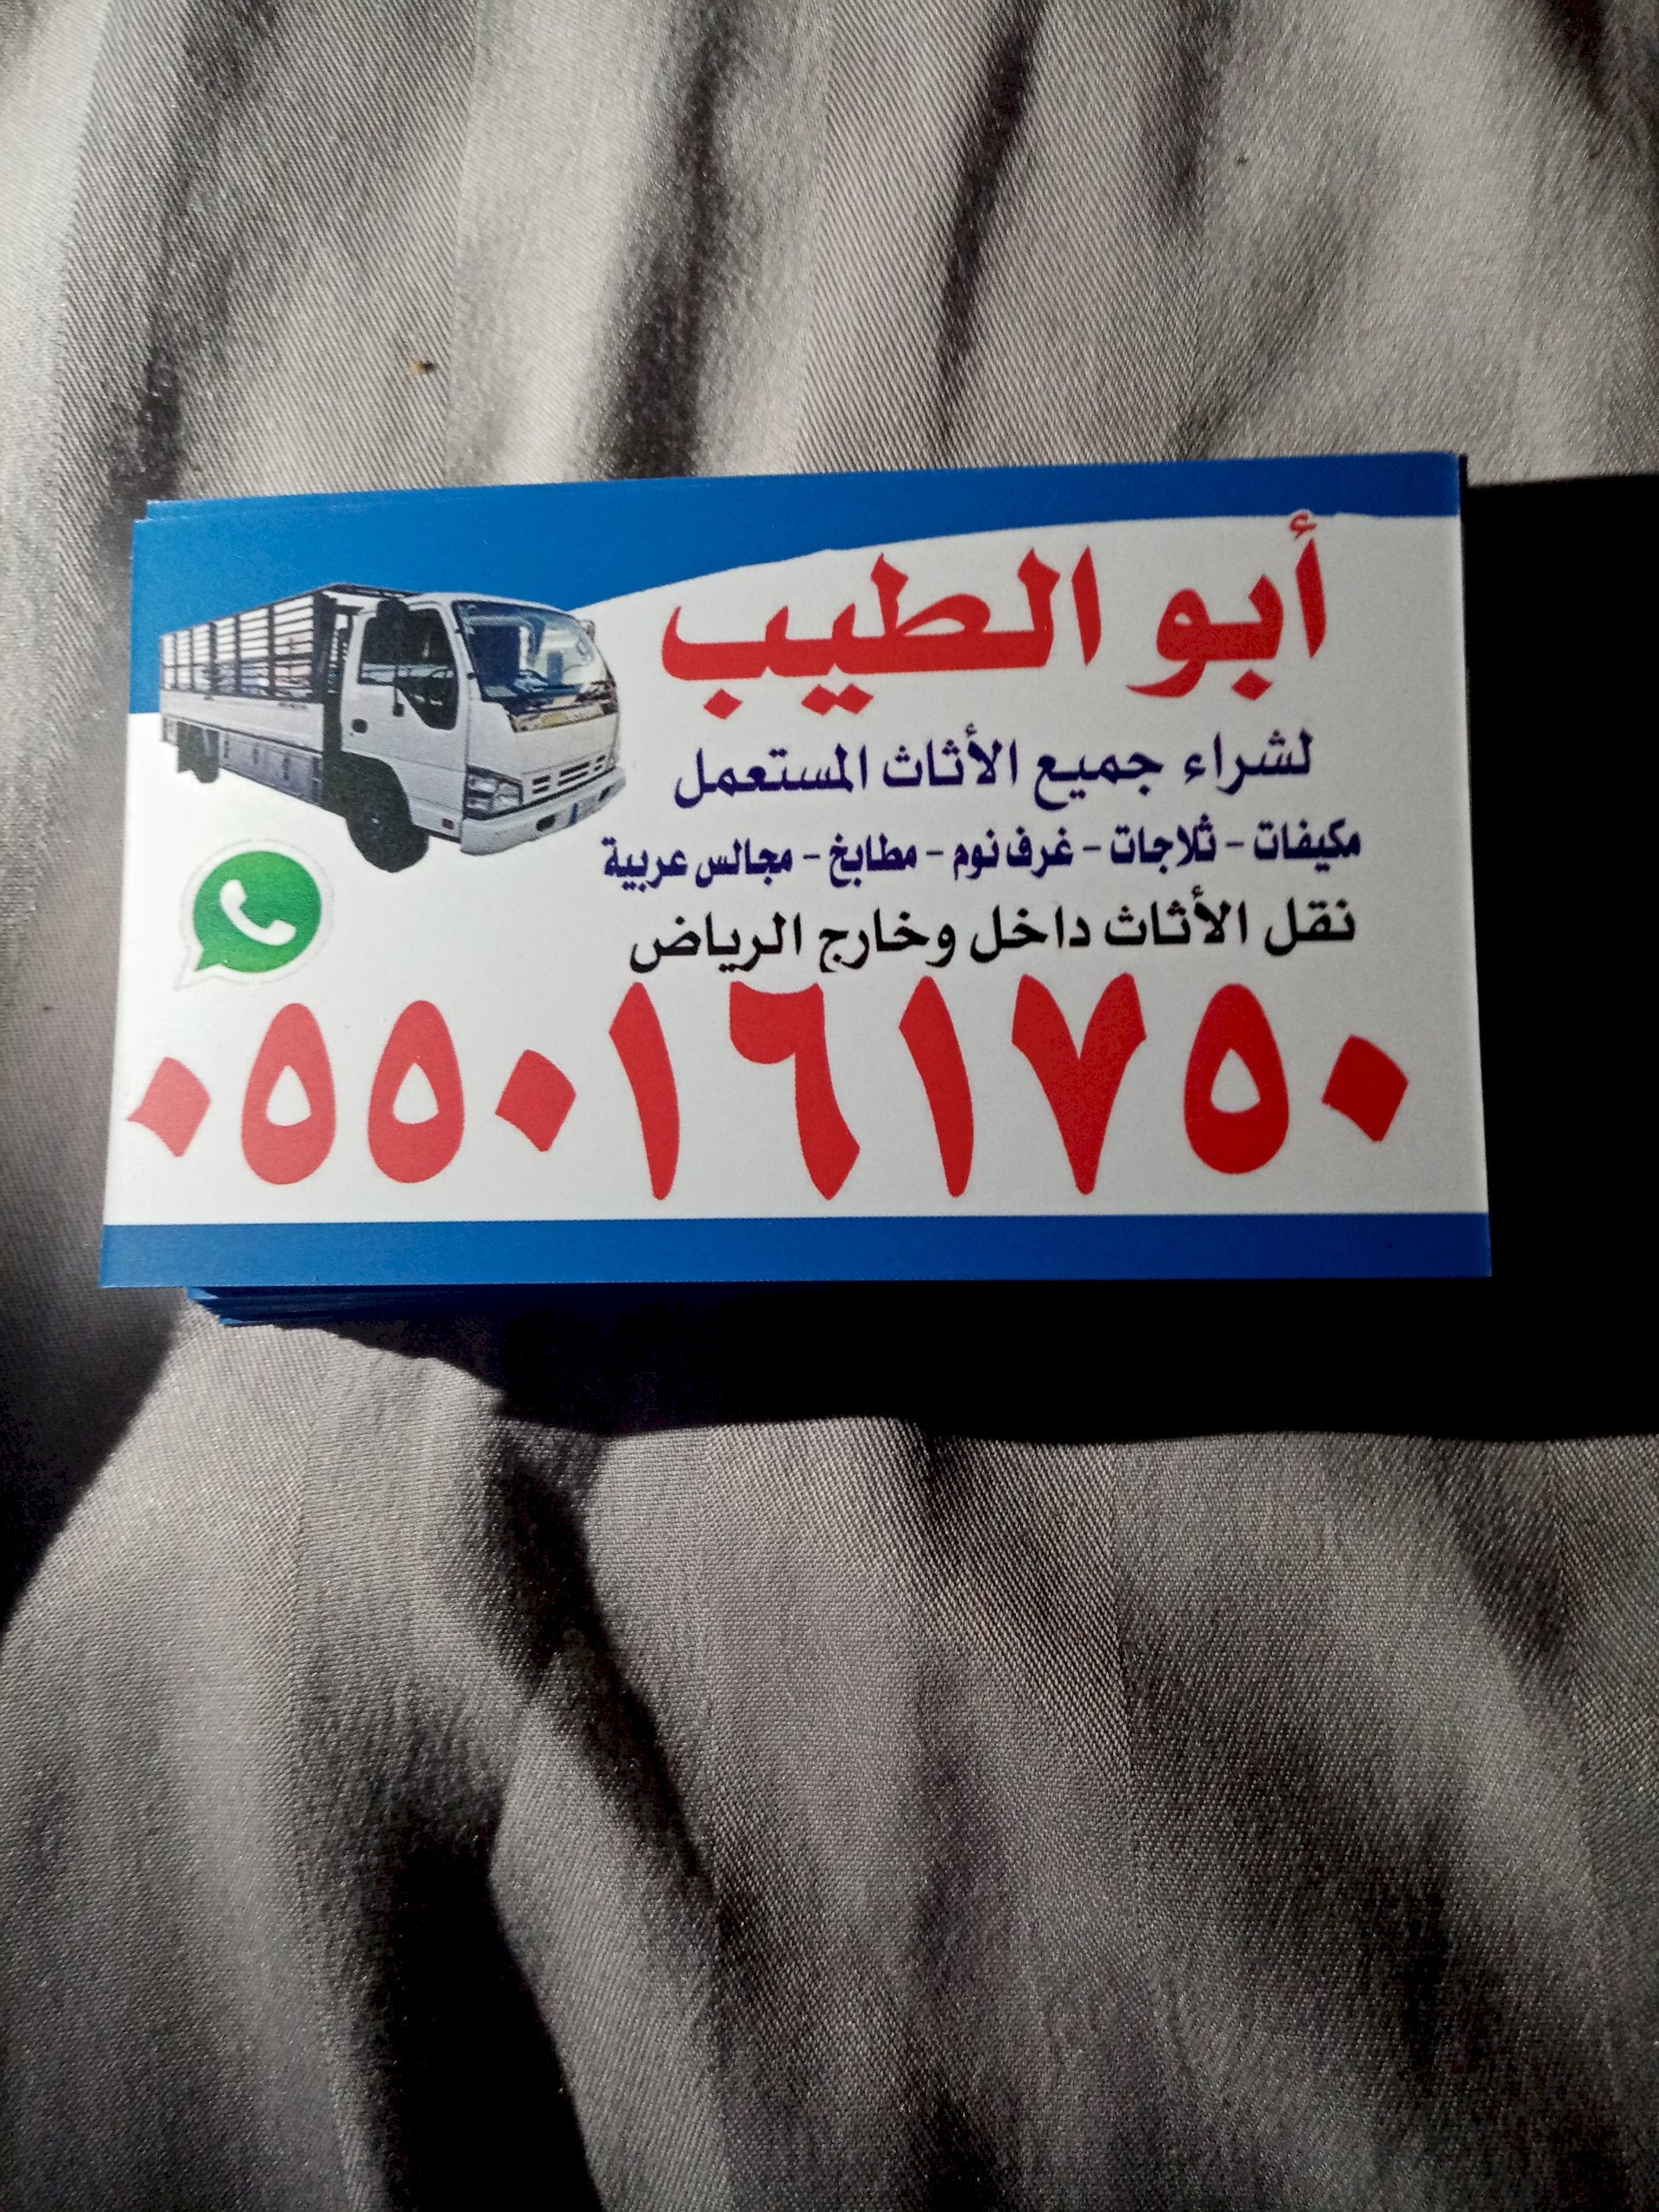 أبو الطيب
لشراء جميع الأثاث المستعمل
مكيفات - ثلاجات - غرف نوم - مطابخ - مجالس عربية
نقل الأثاث داخل وخارج الرياض
٠٥٥٠١٦١٧٥٠